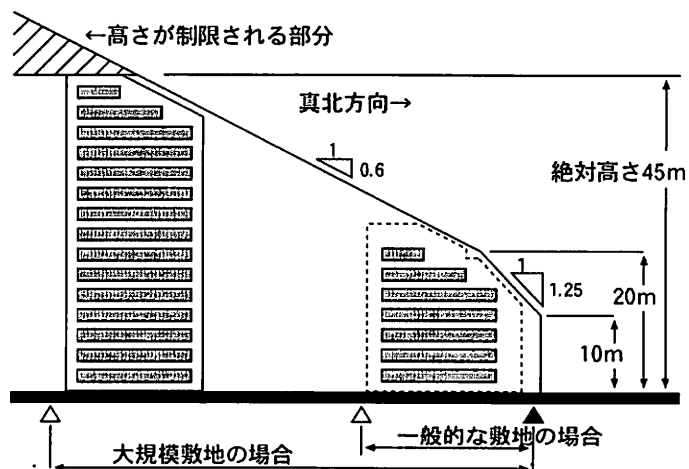 ←高さが制限される部分
真北方向→
1
0.6
絶対高さ45m
1
1.25
20m
10m
一般的な敷地の場合
大規模敷地の場合